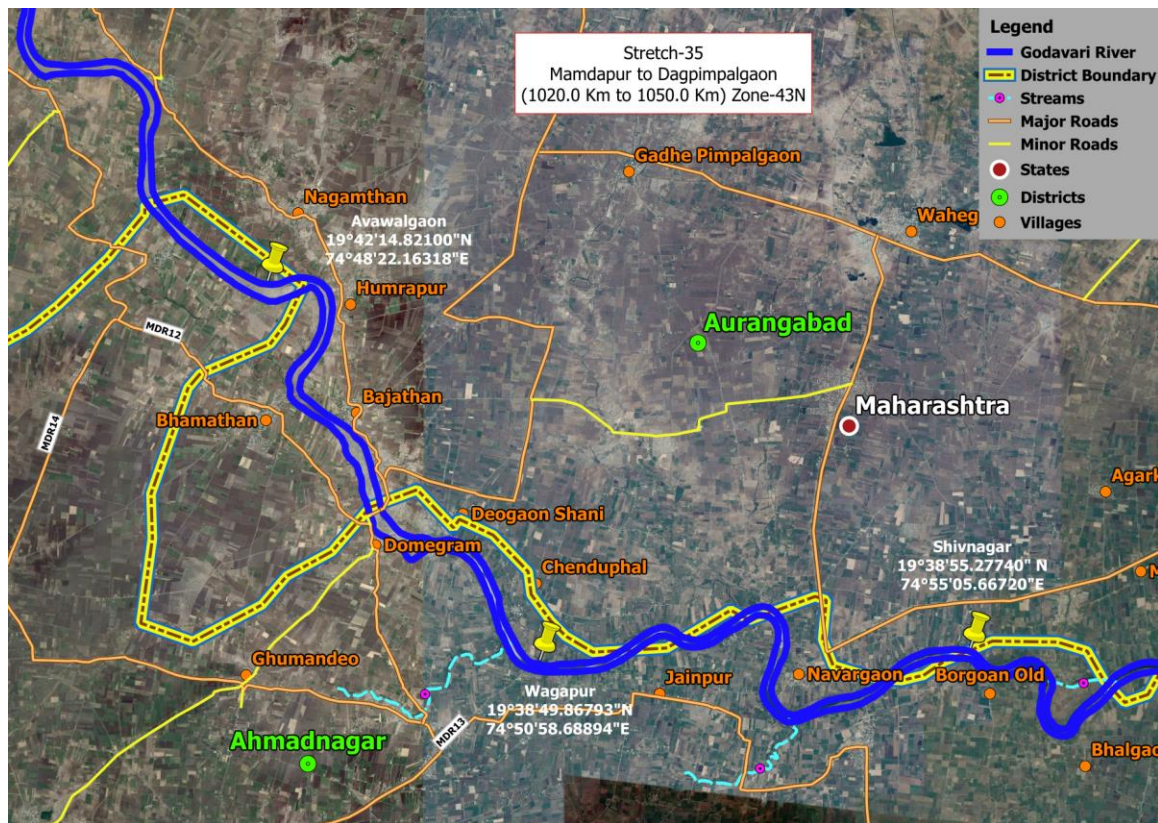 Stretch-35
Mamdapur to Dagpimpalgaon
(1020.0 Km to 1050.0 Km) Zone-43N
Legend
Godavari River
District Boundary
Streams
Major Roads
Minor Roads
States
Districts
Villages
Gadhe Pimpalgaon
Nagamthan
Waheg
Avawalgaon
19°42'14.82100"N
74°48'22.16318"E
Humrapur
MDR12
Aurangabad
Bajathan
Bhamathan
MDR14
Maharashtra
Agark
Deogaon Shani
Domegram
Chenduphal
Shivnagar
19°38'55.27740" N
74°55'05.66720"E
M
Ghumandeo
Jainpur
Navargaon
Borgoan Old
Wagapur
19°38'49.86793"N
74°50'58.68894"E
MDR13
Ahmadnagar
Bhalgao